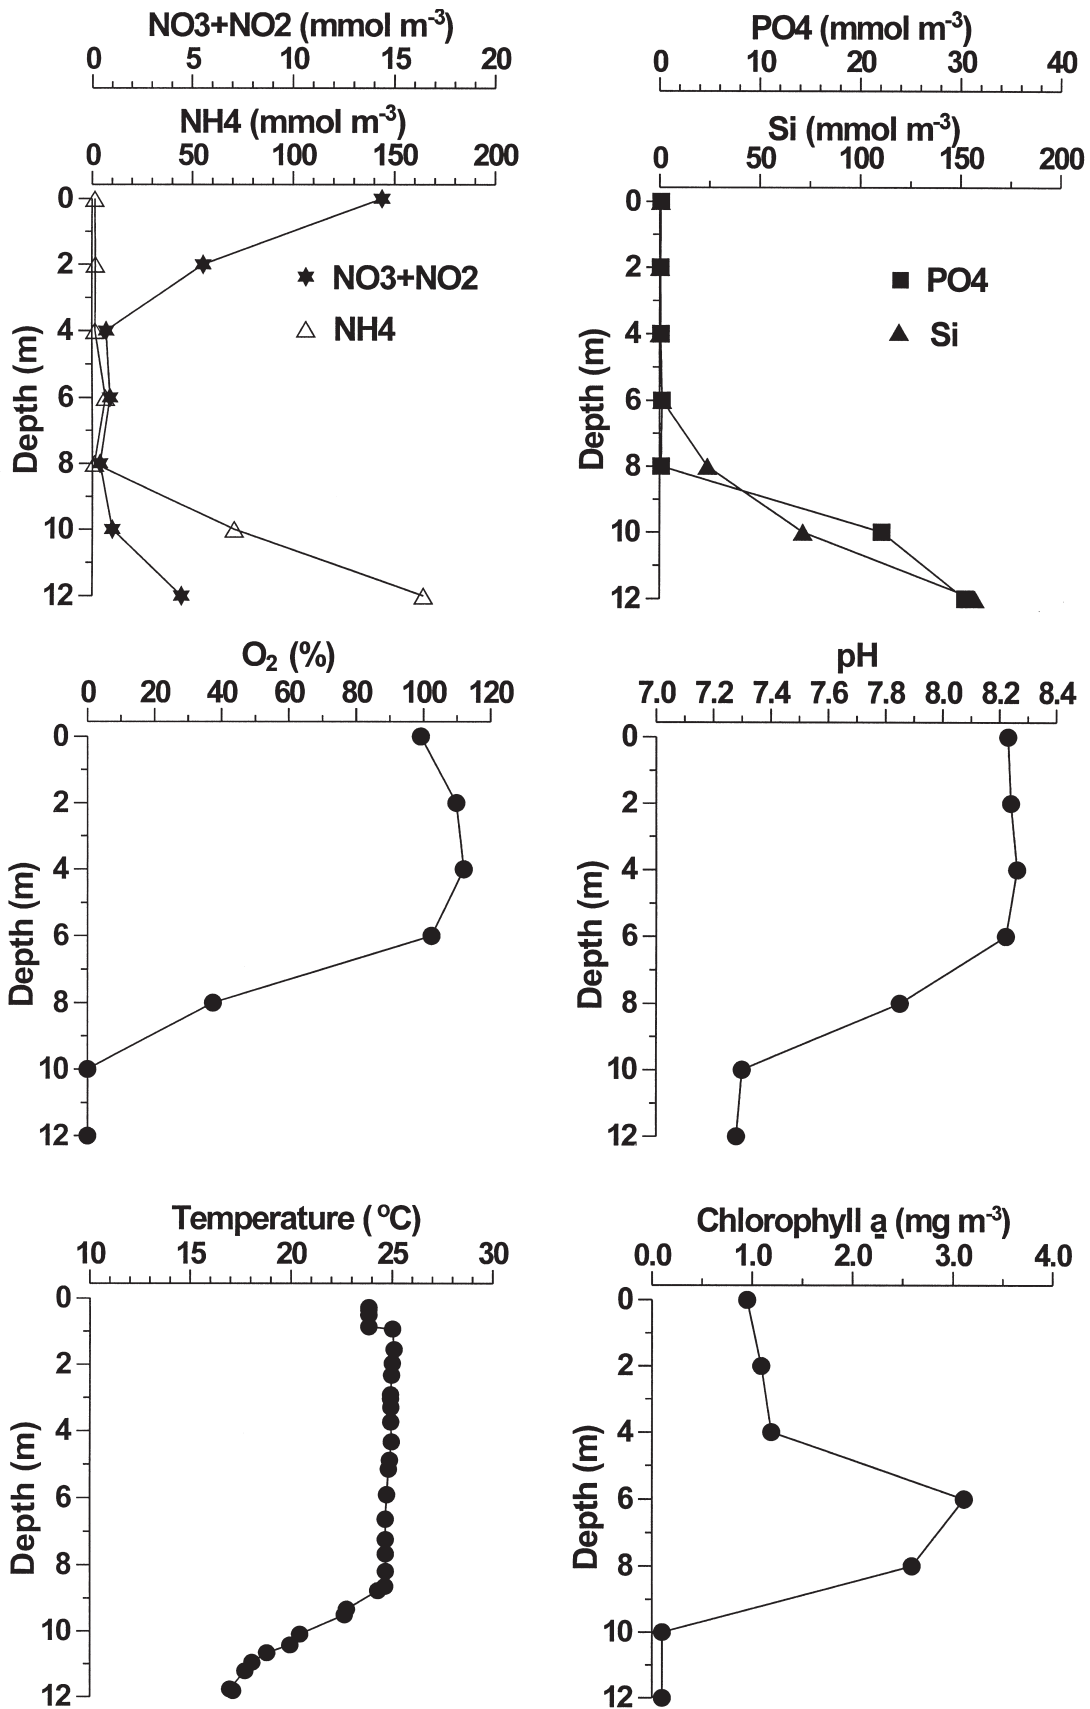 NO3+NO2 (mmol m-3)
0 5 10 15 20
NH4 (mmol m-3)
0 50 100 150 200
0
2
4
6
8
10
12
Depth (m)
NO3+NO2
NH4
PO4 (mmol m-3)
0 10 20 30 40
Si (mmol m-3)
0 50 100 150 200
0
2
4
6
8
10
12
Depth (m)
PO4
Si
O2 (%)
0 20 40 60 80 100 120
0
2
4
6
8
10
12
Depth (m)
pH
7.0 7.2 7.4 7.6 7.8 8.0 8.2 8.4
0
2
4
6
8
10
12
Depth (m)
Temperature (ºC)
10 15 20 25 30
0
2
4
6
8
10
12
Depth (m)
Chlorophyll a (mg m-3)
0.0 1.0 2.0 3.0 4.0
0
2
4
6
8
10
12
Depth (m)